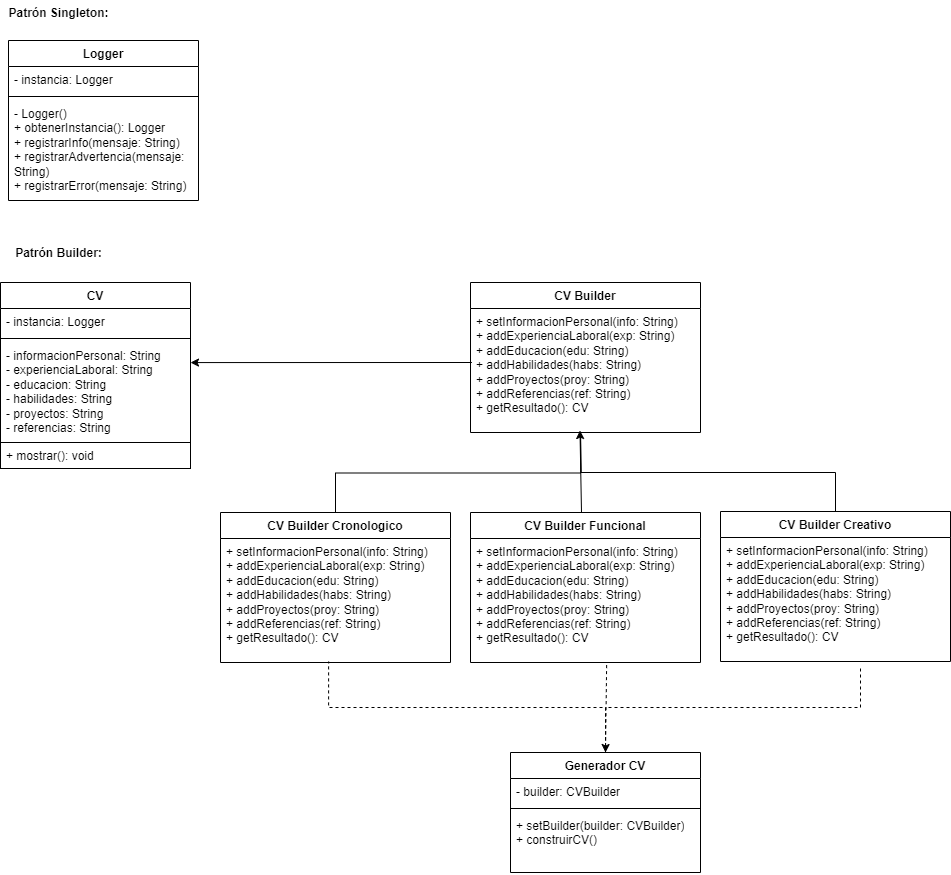 Patrón Singleton:
Logger
- instancia: Logger
- Logger()
+ obtenerInstancia(): Logger
+ registrarInfo(mensaje: String)
+ registrarAdvertencia(mensaje:
String)
+ registrarError(mensaje: String)
Patrón Builder:
CV
- instancia: Logger
- informacionPersonal: String
- experienciaLaboral: String
- educacion: String
- habilidades: String
- proyectos: String
- referencias: String
+ mostrar(): void
CV Builder
+ setInformacionPersonal(info: String)
+ addExperienciaLaboral(exp: String)
+ addEducacion(edu: String)
+ addHabilidades(habs: String)
+ addProyectos(proy: String)
+ addReferencias(ref: String)
+ getResultado(): CV
CV Builder Cronologico
+ setInformacionPersonal(info: String)
+ addExperienciaLaboral(exp: String)
+ addEducacion(edu: String)
+ addHabilidades(habs: String)
+ addProyectos(proy: String)
+ addReferencias(ref: String)
+ getResultado(): CV
CV Builder Funcional
+ setInformacionPersonal(info: String)
+ addExperienciaLaboral(exp: String)
+ addEducacion(edu: String)
+ addHabilidades(habs: String)
+ addProyectos(proy: String)
+ addReferencias(ref: String)
+ getResultado(): CV
CV Builder Creativo
+ setInformacionPersonal(info: String)
+ addExperienciaLaboral(exp: String)
+ addEducacion(edu: String)
+ addHabilidades(habs: String)
+ addProyectos(proy: String)
+ addReferencias(ref: String)
+ getResultado(): CV
Generador CV
- builder: CVBuilder
+ setBuilder(builder: CVBuilder)
+ construirCV()